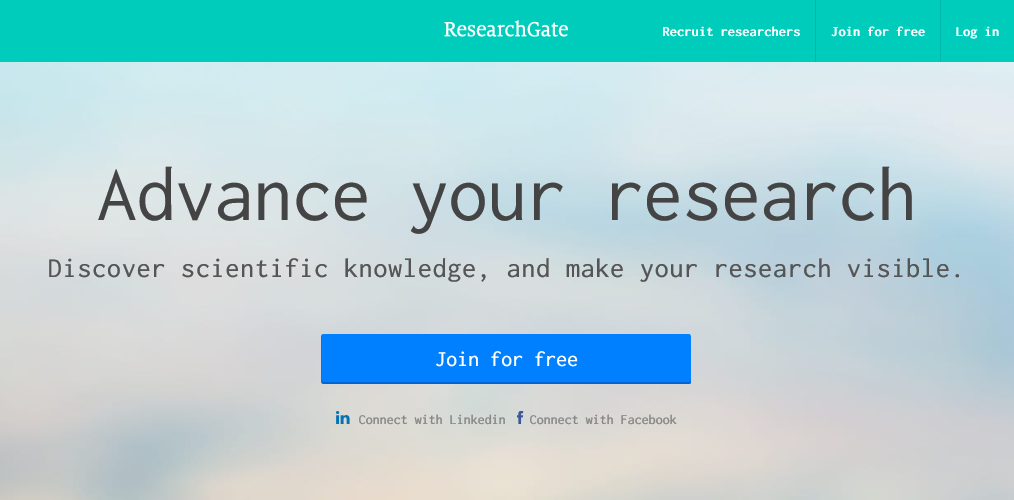 ResearchGate
Recruit researchers
Join for free
Log in
Advance your research
Discover scientific knowledge, and make your research visible.
Join for free
in Connect with Linkedin f Connect with Facebook